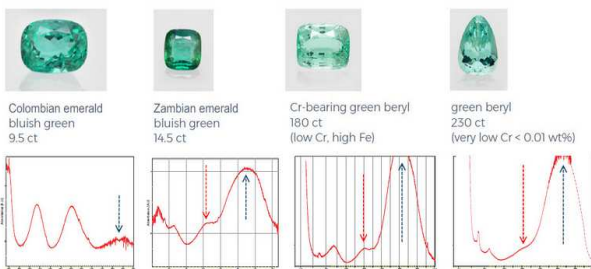 Colombian emerald
bluish green
9.5 ct
Zambian emerald
bluish green
14.5 ct
Cr-bearing green beryl
180 ct
(low Cr, high Fe)
green beryl
230 ct
(very low Cr < 0.01 wt%)